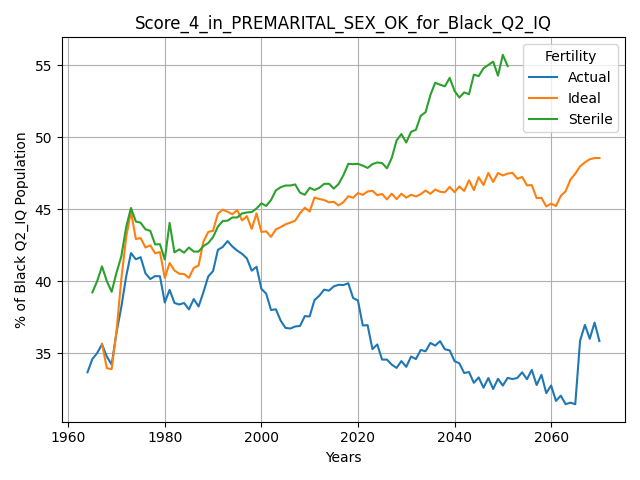 Score_4_in_PREMARITAL_SEX_OK_for_Black_Q2_IQ
% of Black Q2_IQ Population
55
50
45
40
35
Fertility
Actual
Ideal
Sterile
1960
1980
2000
2020
2040
2060
Years